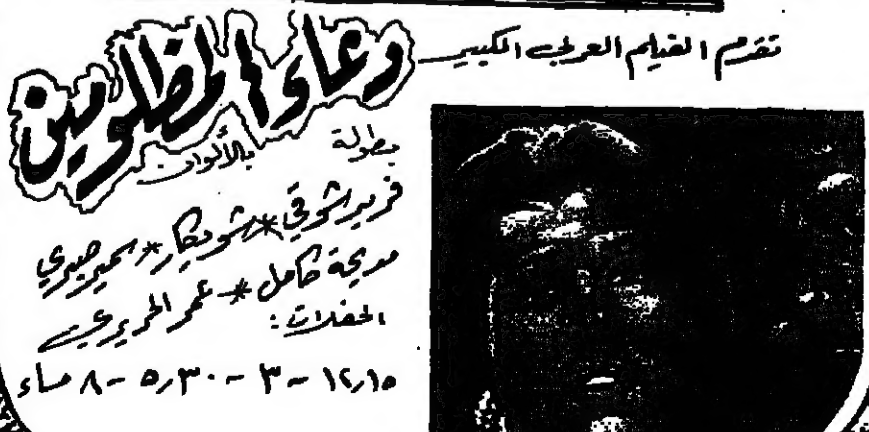 تقدم الفيلم العربي الكبير
دعاء المظلومين
بطولة بالألوان
فريد شوقي * شويكار * سمير صبري
مديحة كامل * عمر الحريري
الحفلات:
١٢٫١٥ - ٣ - ٥٫٣٠ - ٨ مساء